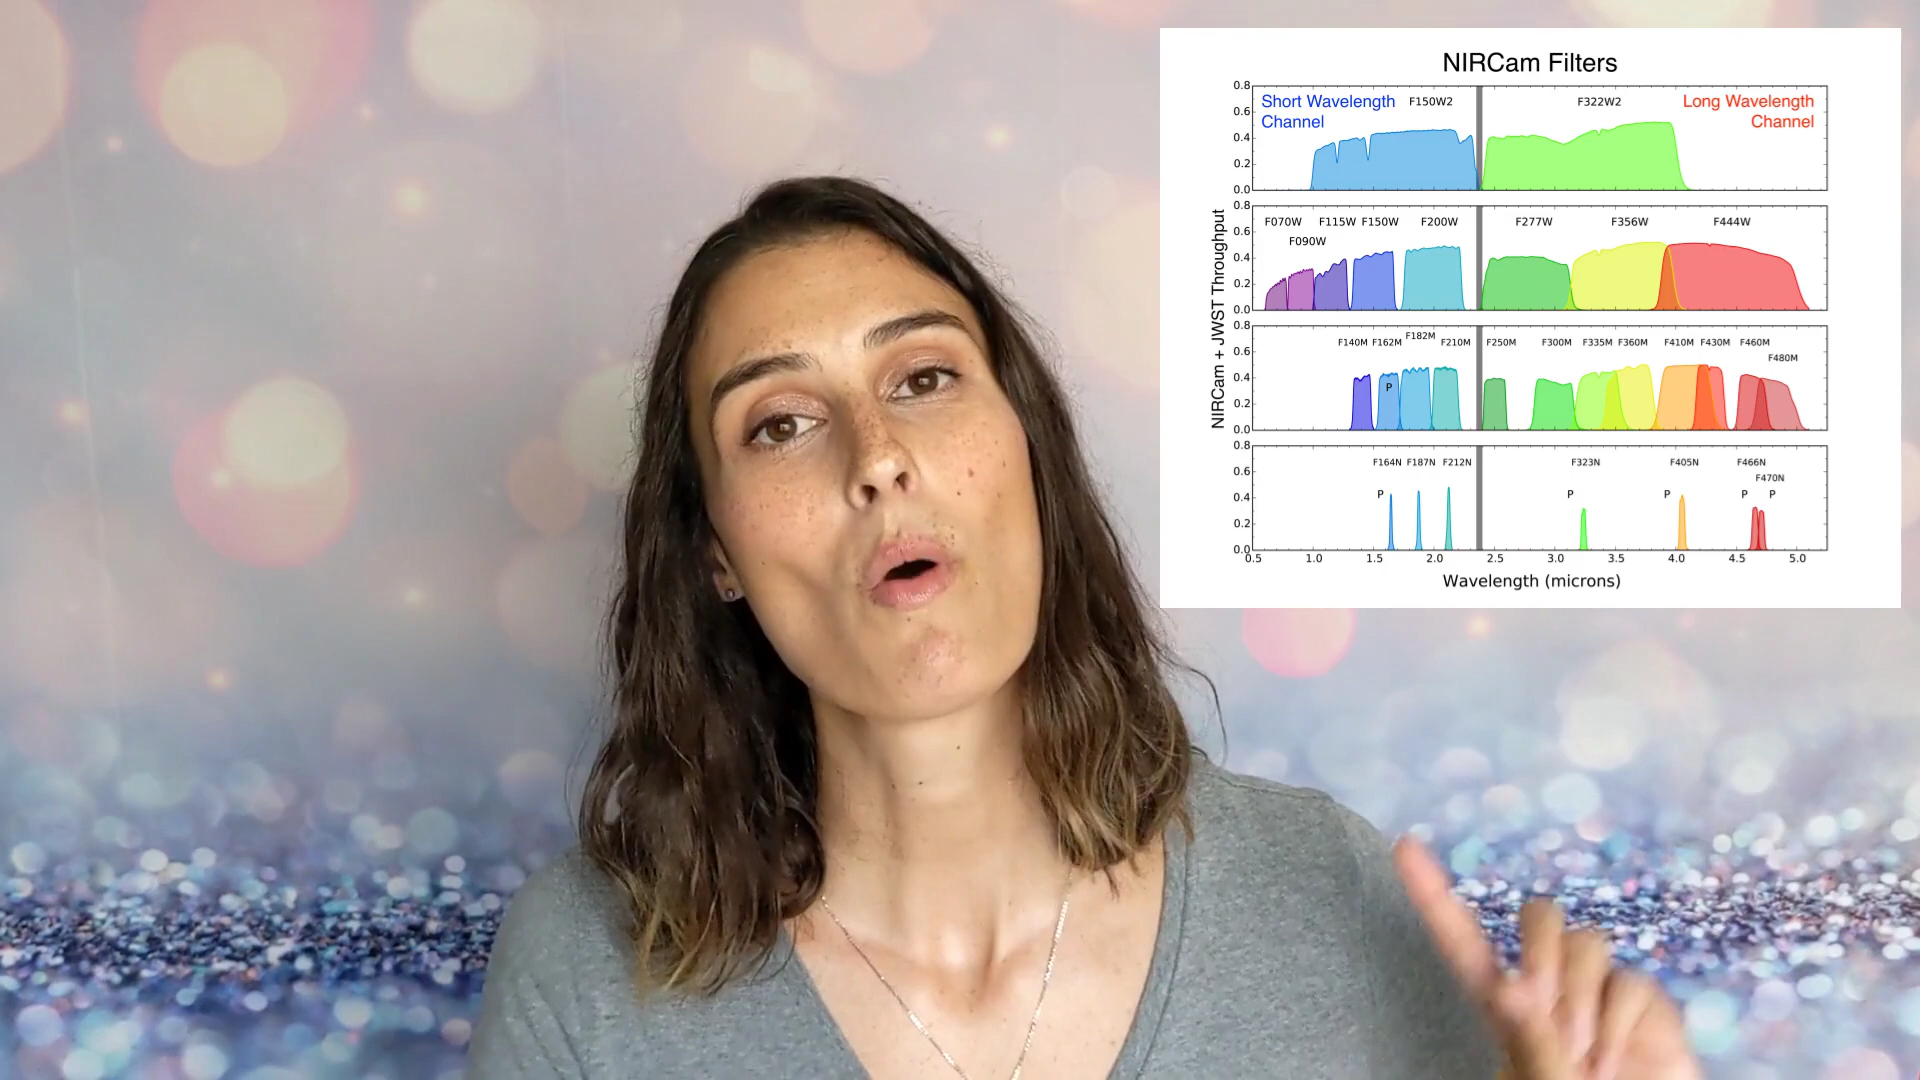 NIRCam Filters
0.8
Short Wavelength F150W2 F322W2 Long Wavelength
Channel Channel
0.6
0.4
0.2
0.0
0.8
F070W F115W F150W F200W F277W F356W F444W
F090W
0.6
0.4
0.2
0.0
0.8
F182M
F140M F162M F210M F250M F300M F335M F360M F410M F430M F460M
F480M
0.6
P
0.4
0.2
0.0
0.8
F164N F187N F212N F323N F405N F466N
F470N
0.6
P P P P P
0.4
0.2
0.0
0.5 1.0 1.5 2.0 2.5 3.0 3.5 4.0 4.5 5.0
Wavelength (microns)
NIRCam + JWST Throughput